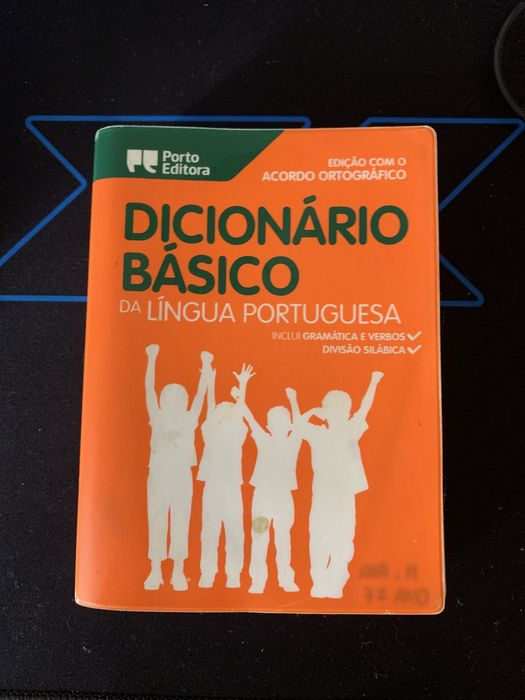 Porto
Editora
EDIÇÃO COM O
ACORDO ORTOGRÁFICO
DICIONÁRIO
BÁSICO
DA LÍNGUA PORTUGUESA
INCLUI GRAMÁTICA E VERBOS
DIVISÃO SILÁBICA